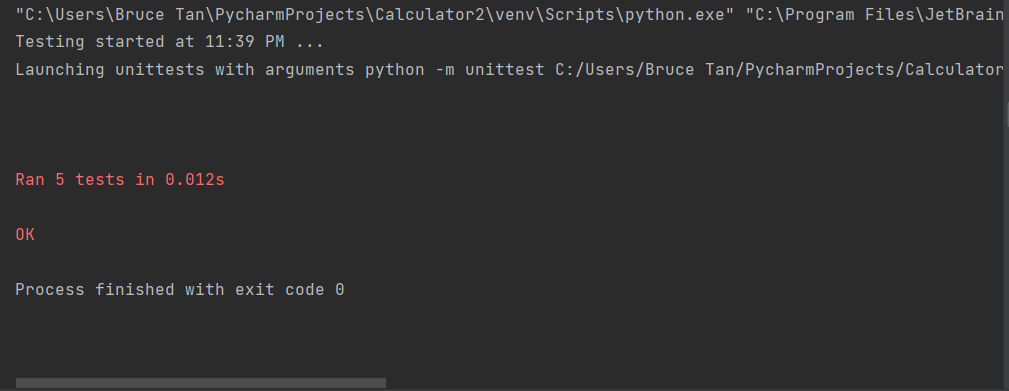 "C:\Users\Bruce Tan\PycharmProjects\Calculator2\venv\Scripts\python.exe" "C:\Program Files\JetBrain
Testing started at 11:39 PM ...
Launching unittests with arguments python -m unittest C:/Users/Bruce Tan/PycharmProjects/Calculator
Ran 5 tests in 0.012s
OK
Process finished with exit code 0